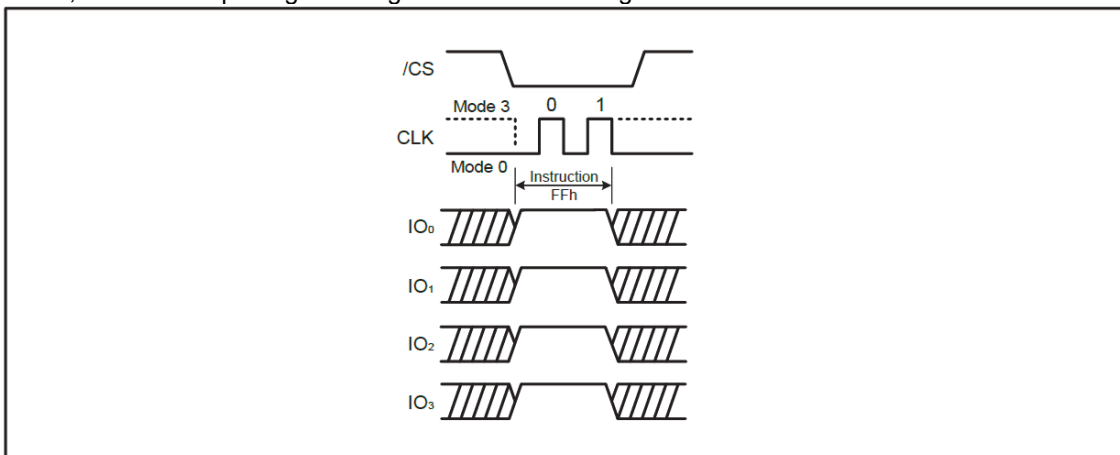 /CS
Mode 3 0 1
CLK
Mode 0
Instruction
FFh
IO₀
IO₁
IO₂
IO₃